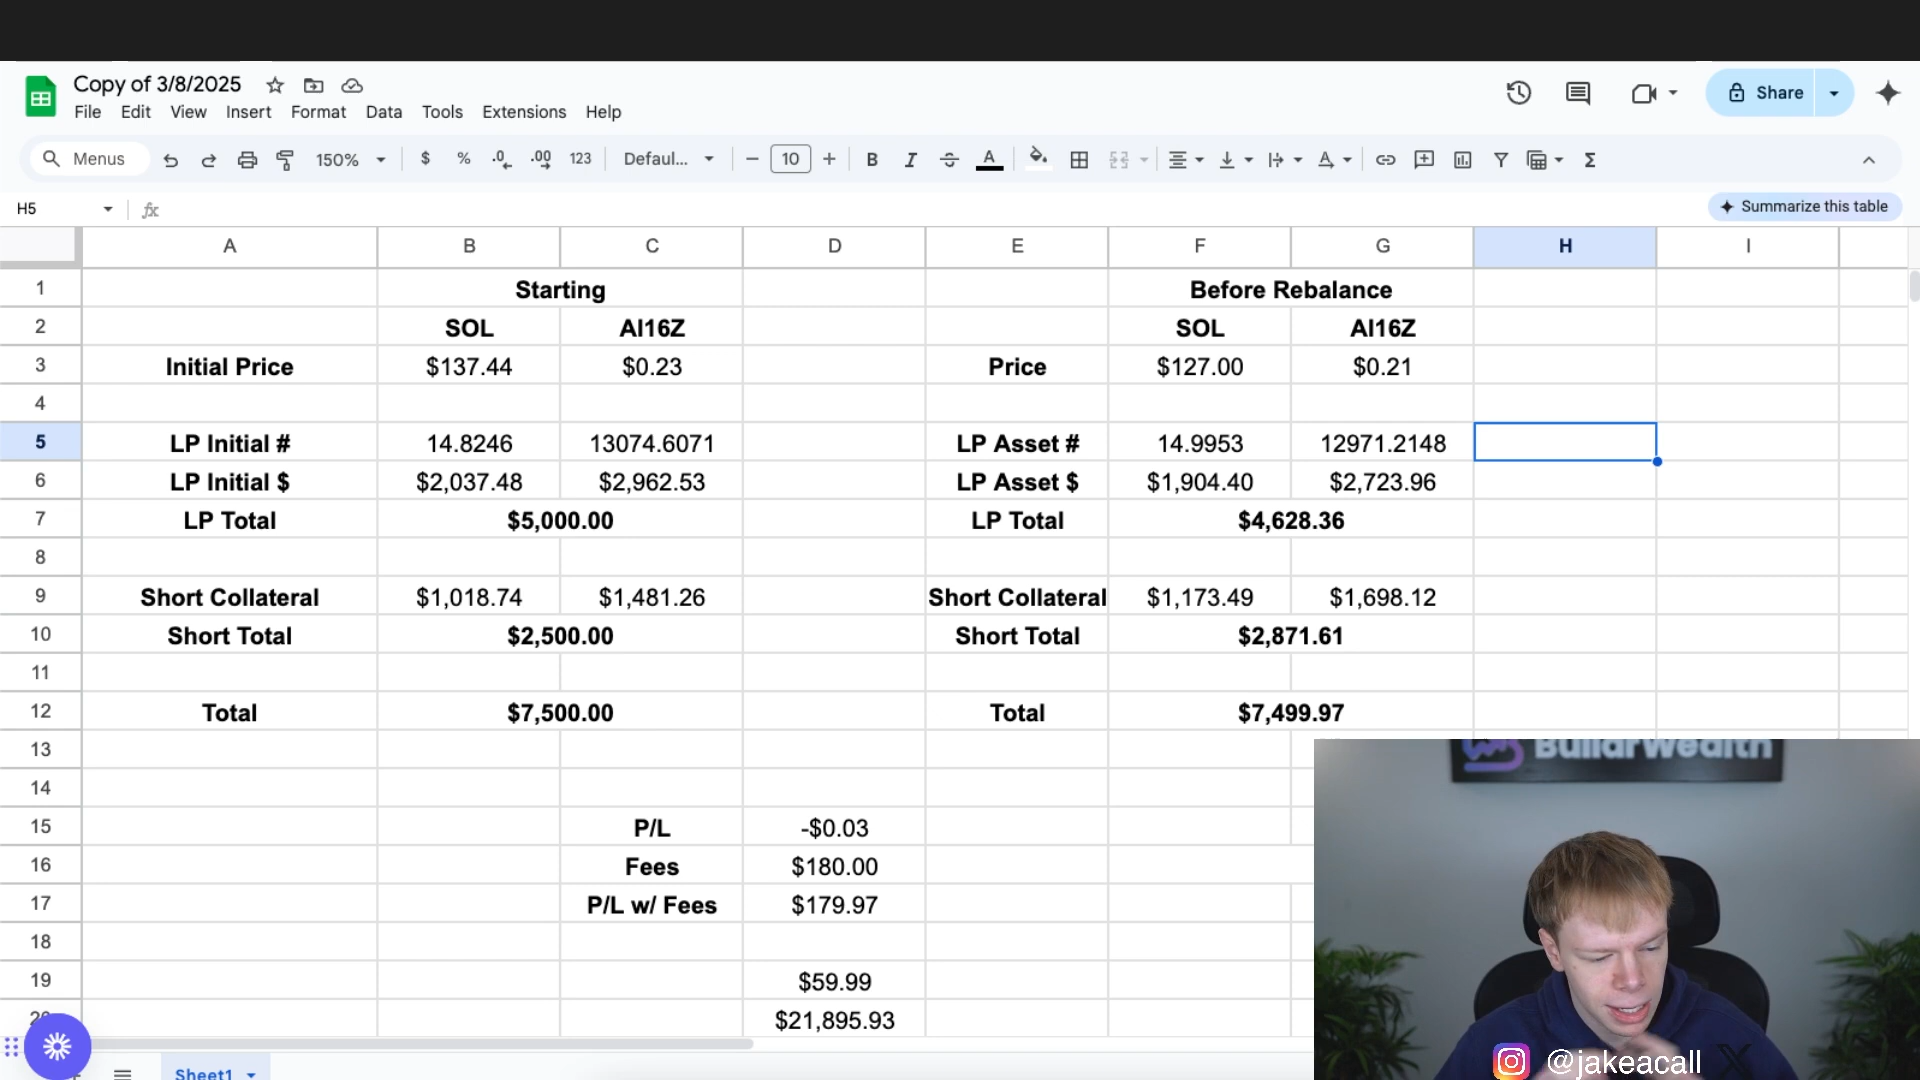 Copy of 3/8/2025
File Edit View Insert Format Data Tools Extensions Help
Share
Menus 150% $ % .0 .00 123 Defaul... 10 B I A A Σ
H5 fx
Summarize this table
A B C D E F G H I
1 Starting Before Rebalance
2 SOL AI16Z SOL AI16Z
3 Initial Price $137.44 $0.23 Price $127.00 $0.21
4
5 LP Initial # 14.8246 13074.6071 LP Asset # 14.9953 12971.2148
6 LP Initial $ $2,037.48 $2,962.53 LP Asset $ $1,904.40 $2,723.96
7 LP Total $5,000.00 LP Total $4,628.36
8
9 Short Collateral $1,018.74 $1,481.26 Short Collateral $1,173.49 $1,698.12
10 Short Total $2,500.00 Short Total $2,871.61
11
12 Total $7,500.00 Total $7,499.97
13
14
15 P/L -$0.03
16 Fees $180.00
17 P/L w/ Fees $179.97
18
19 $59.99
$21,895.93
Sheet1
@jakeacall